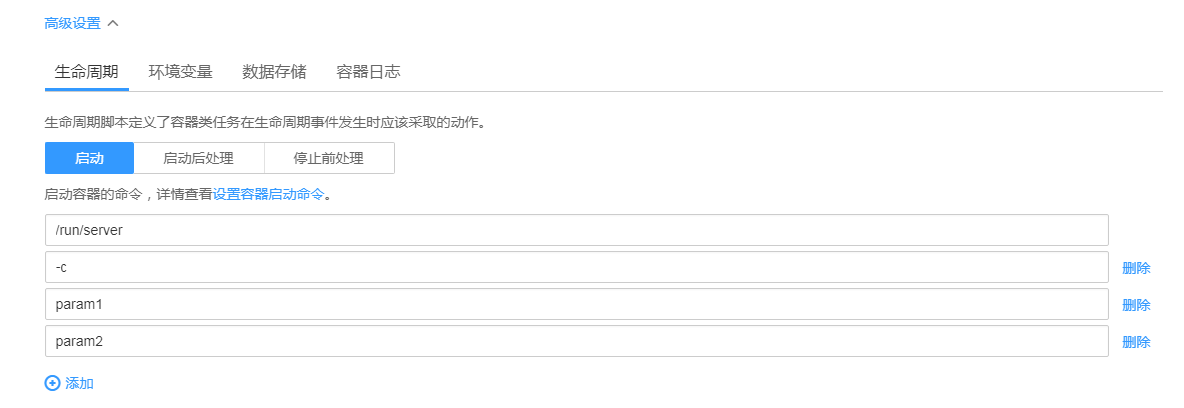 高级设置
生命周期 环境变量 数据存储 容器日志
生命周期脚本定义了容器类任务在生命周期事件发生时应该采取的动作。
启动 启动后处理 停止前处理
启动容器的命令，详情查看设置容器启动命令。
/run/server
-c 删除
param1 删除
param2 删除
添加